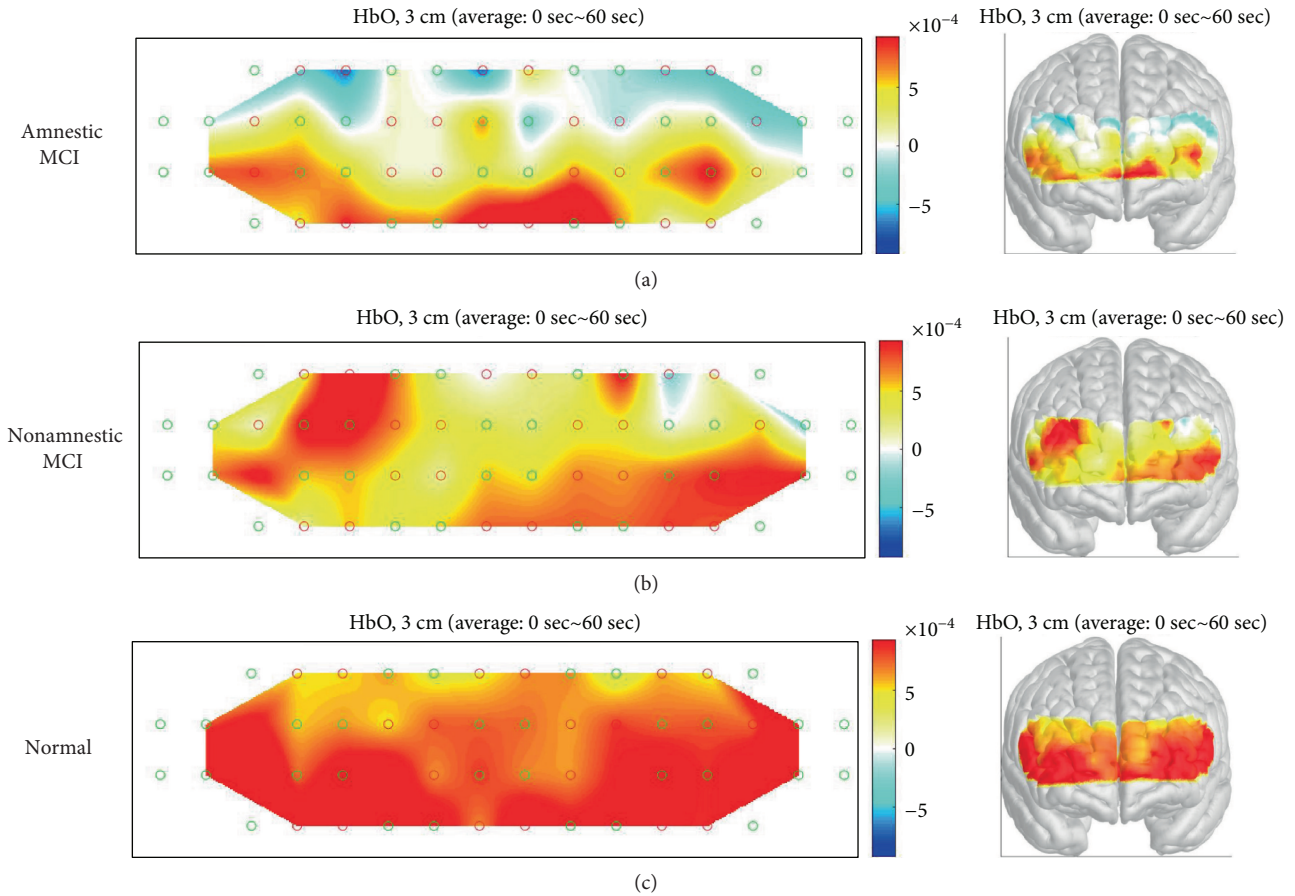 HbO, 3 cm (average: 0 sec~60 sec)
HbO, 3 cm (average: 0 sec~60 sec)
×10⁻⁴
Amnestic
MCI
5
0
−5
(a)
HbO, 3 cm (average: 0 sec~60 sec)
HbO, 3 cm (average: 0 sec~60 sec)
×10⁻⁴
Nonamnestic
MCI
5
0
−5
(b)
HbO, 3 cm (average: 0 sec~60 sec)
HbO, 3 cm (average: 0 sec~60 sec)
×10⁻⁴
Normal
5
0
−5
(c)